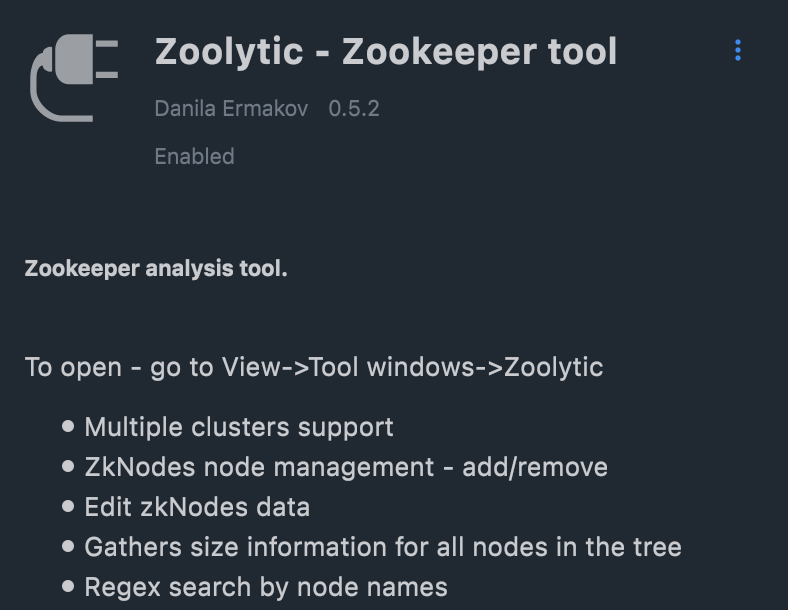 Zoolytic - Zookeeper tool
Danila Ermakov 0.5.2
Enabled
Zookeeper analysis tool.
To open - go to View->Tool windows->Zoolytic
• Multiple clusters support
• ZkNodes node management - add/remove
• Edit zkNodes data
• Gathers size information for all nodes in the tree
• Regex search by node names